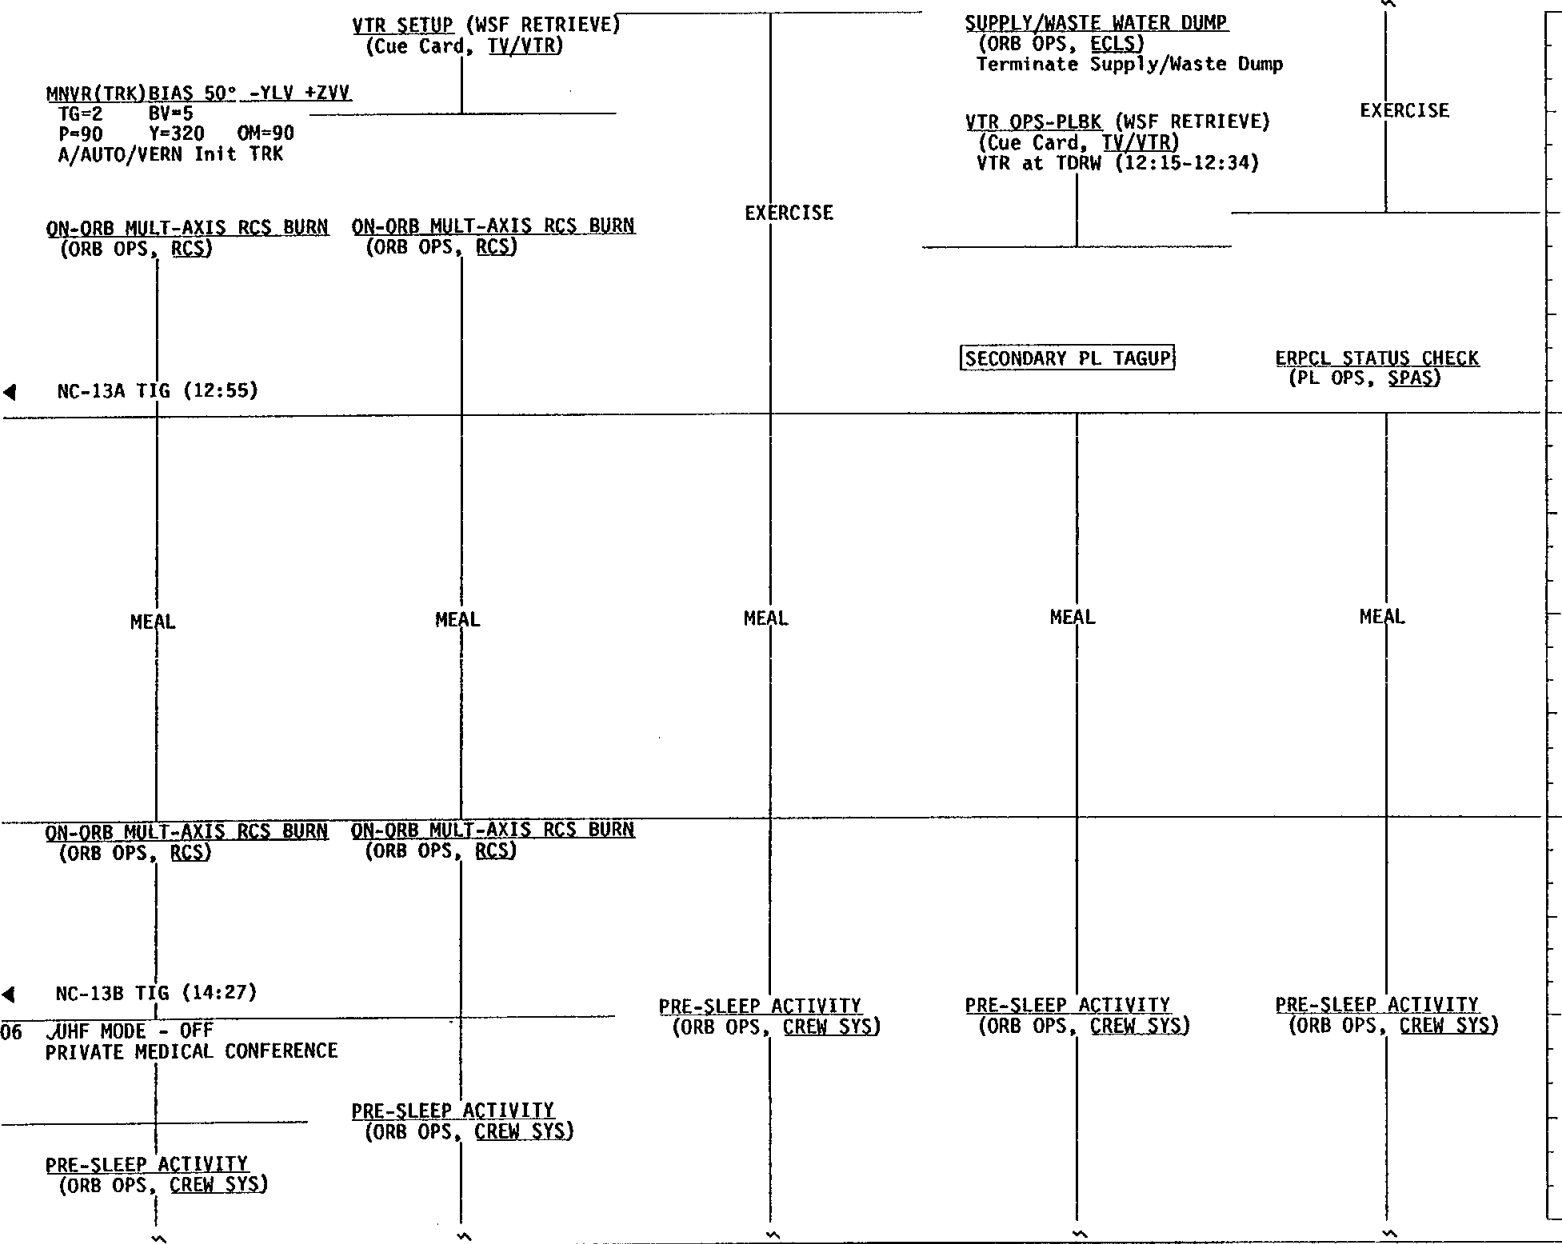 VTR SETUP (WSF RETRIEVE)
(Cue Card, TV/VTR)
MNVR(TRK)BIAS 50° -YLV +ZVV
TG=2 BV=5
P=90 Y=320 OM=90
A/AUTO/VERN Init TRK
ON-ORB MULT-AXIS RCS BURN
(ORB OPS, RCS)
ON-ORB MULT-AXIS RCS BURN
(ORB OPS, RCS)
EXERCISE
SUPPLY/WASTE WATER DUMP
(ORB OPS, ECLS)
Terminate Supply/Waste Dump
VTR OPS-PLBK (WSF RETRIEVE)
(Cue Card, TV/VTR)
VTR at TDRW (12:15-12:34)
EXERCISE
SECONDARY PL TAGUP
ERPCL STATUS CHECK
(PL OPS, SPAS)
NC-13A TIG (12:55)
MEAL
MEAL
MEAL
MEAL
MEAL
ON-ORB MULT-AXIS RCS BURN
(ORB OPS, RCS)
ON-ORB MULT-AXIS RCS BURN
(ORB OPS, RCS)
NC-13B TIG (14:27)
06 UHF MODE - OFF
PRIVATE MEDICAL CONFERENCE
PRE-SLEEP ACTIVITY
(ORB OPS, CREW SYS)
PRE-SLEEP ACTIVITY
(ORB OPS, CREW SYS)
PRE-SLEEP ACTIVITY
(ORB OPS, CREW SYS)
PRE-SLEEP ACTIVITY
(ORB OPS, CREW SYS)
PRE-SLEEP ACTIVITY
(ORB OPS, CREW SYS)